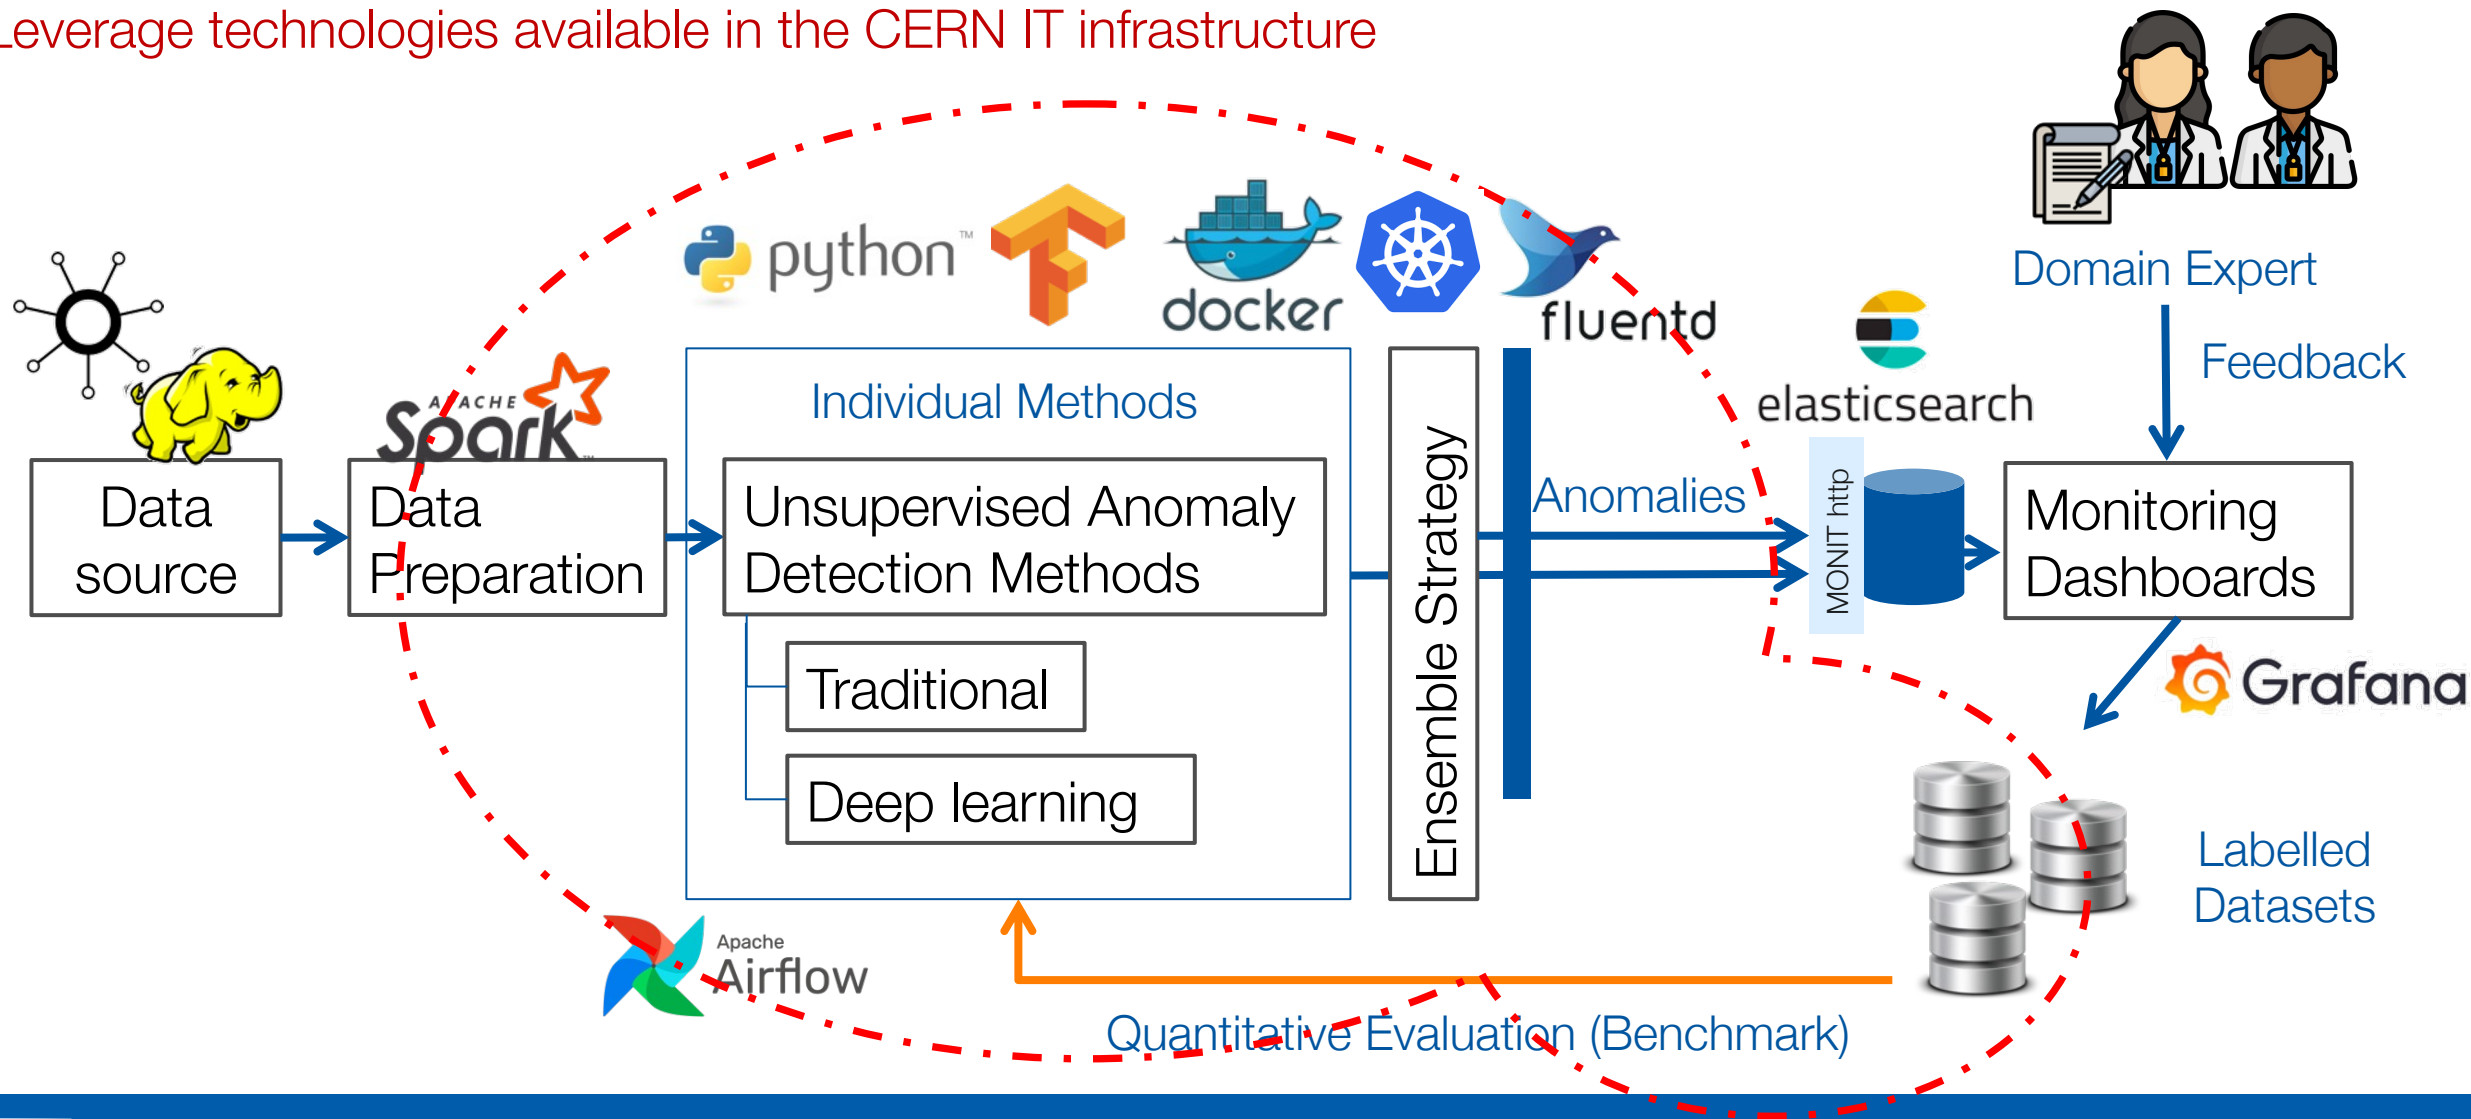 Leverage technologies available in the CERN IT infrastructure
python™
docker
fluentd
elasticsearch
Domain Expert
Feedback
APACHE
Spark™
Data
source
Data
Preparation
Individual Methods
Unsupervised Anomaly
Detection Methods
Traditional
Deep learning
Ensemble Strategy
Anomalies
MONIT http
Monitoring
Dashboards
Grafana
Labelled
Datasets
Apache
Airflow
Quantitative Evaluation (Benchmark)